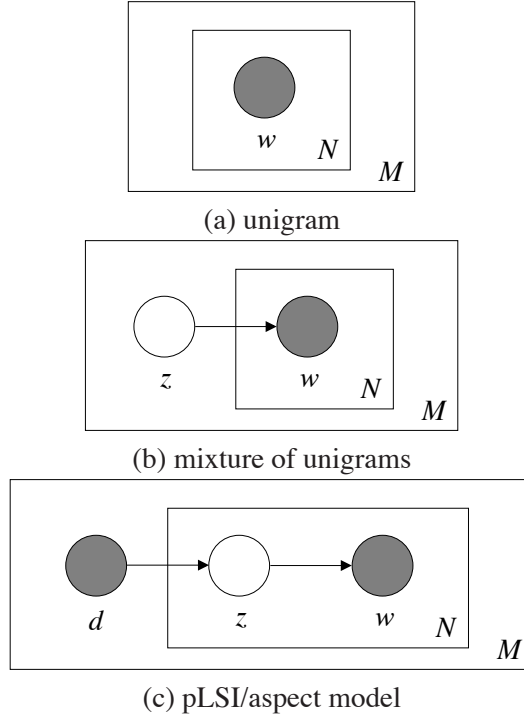 w
N
M
(a) unigram
z
w
N
M
(b) mixture of unigrams
d
z
w
N
M
(c) pLSI/aspect model